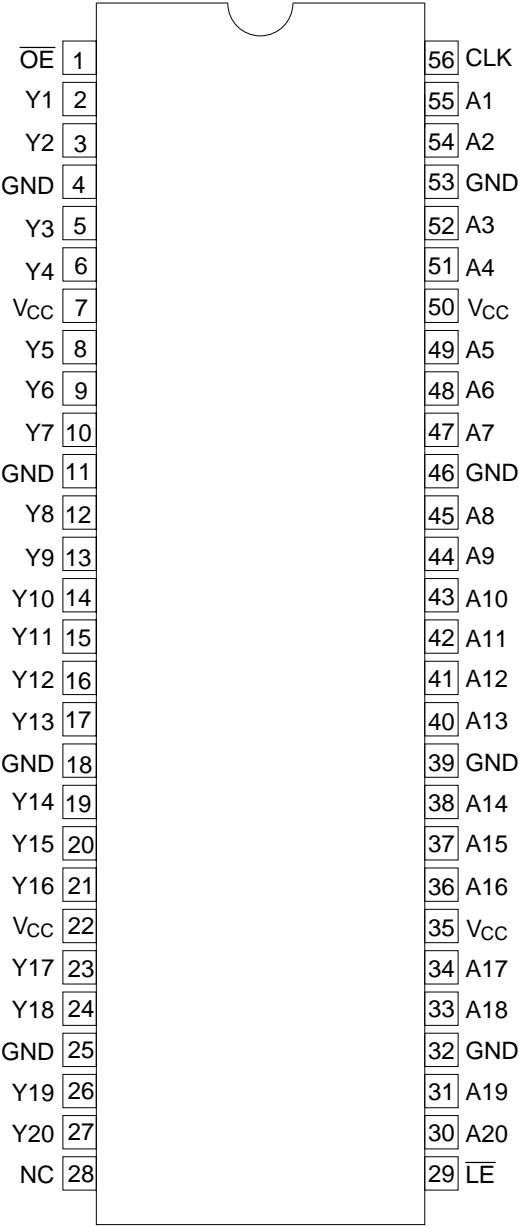 OE 1 56 CLK
Y1 2 55 A1
Y2 3 54 A2
GND 4 53 GND
Y3 5 52 A3
Y4 6 51 A4
VCC 7 50 VCC
Y5 8 49 A5
Y6 9 48 A6
Y7 10 47 A7
GND 11 46 GND
Y8 12 45 A8
Y9 13 44 A9
Y10 14 43 A10
Y11 15 42 A11
Y12 16 41 A12
Y13 17 40 A13
GND 18 39 GND
Y14 19 38 A14
Y15 20 37 A15
Y16 21 36 A16
VCC 22 35 VCC
Y17 23 34 A17
Y18 24 33 A18
GND 25 32 GND
Y19 26 31 A19
Y20 27 30 A20
NC 28 29 LE